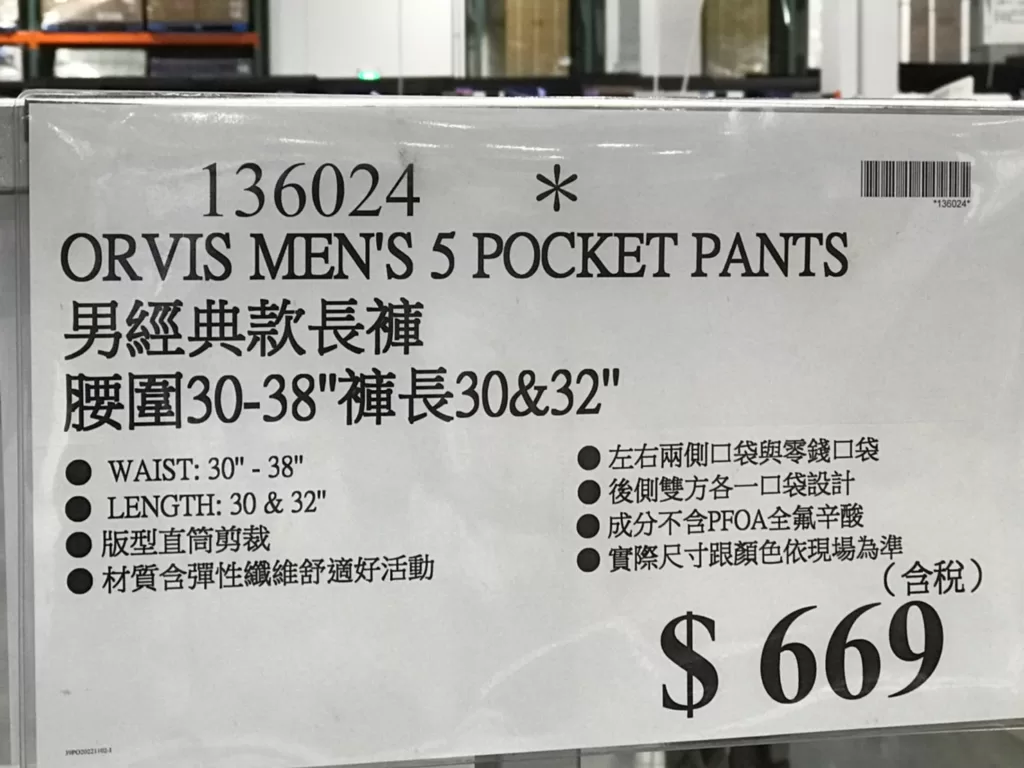 136024 *
*136024*
ORVIS MEN'S 5 POCKET PANTS
男經典款長褲
腰圍30-38"褲長30&32"
● WAIST: 30" - 38"
● LENGTH: 30 & 32"
● 版型直筒剪裁
● 材質含彈性纖維舒適好活動
● 左右兩側口袋與零錢口袋
● 後側雙方各一口袋設計
● 成分不含PFOA全氟辛酸
● 實際尺寸跟顏色依現場為準
(含稅)
$ 669